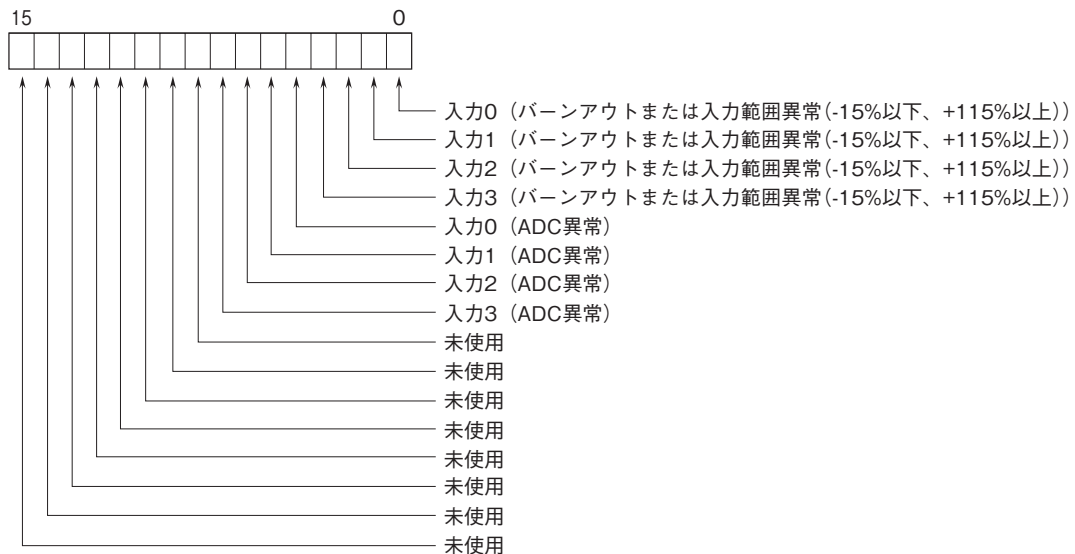 15 0
入力0（バーンアウトまたは入力範囲異常(-15%以下、+115%以上)）
入力1（バーンアウトまたは入力範囲異常(-15%以下、+115%以上)）
入力2（バーンアウトまたは入力範囲異常(-15%以下、+115%以上)）
入力3（バーンアウトまたは入力範囲異常(-15%以下、+115%以上)）
入力0（ADC異常）
入力1（ADC異常）
入力2（ADC異常）
入力3（ADC異常）
未使用
未使用
未使用
未使用
未使用
未使用
未使用
未使用